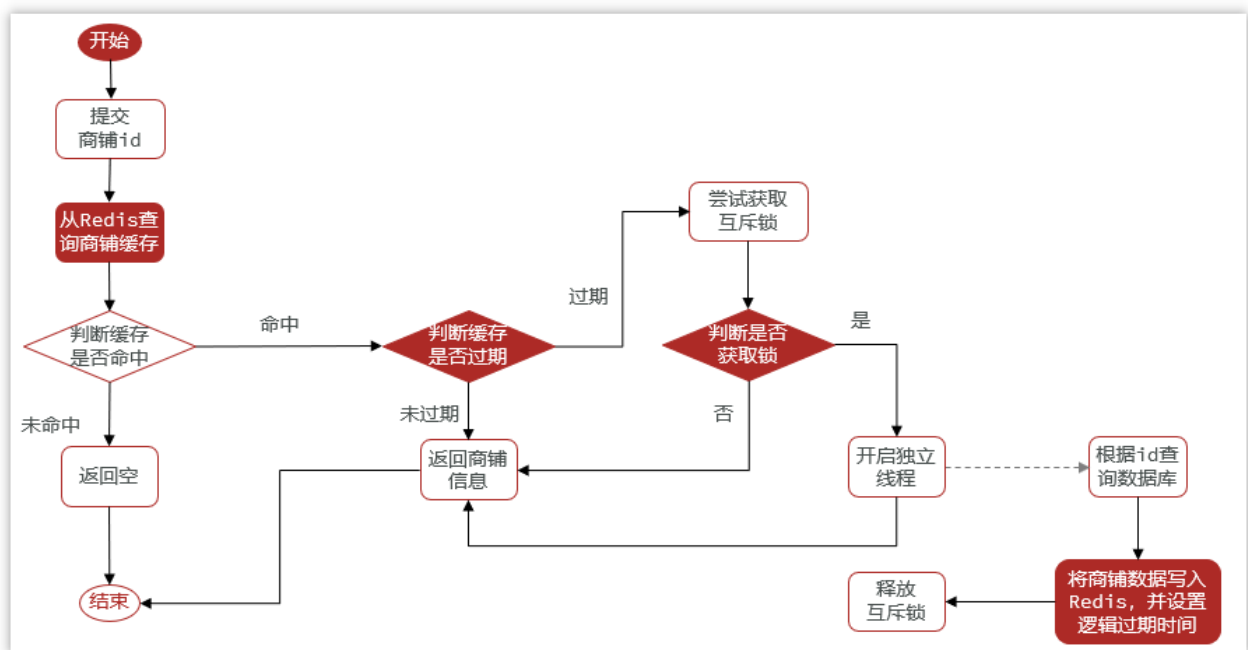 开始
提交
商铺id
从Redis查
询商铺缓存
判断缓存
是否命中
未命中
返回空
结束
命中
判断缓存
是否过期
未过期
返回商铺
信息
过期
尝试获取
互斥锁
判断是否
获取锁
否
是
开启独立
线程
根据id查
询数据库
将商铺数据写入
Redis, 并设置
逻辑过期时间
释放
互斥锁